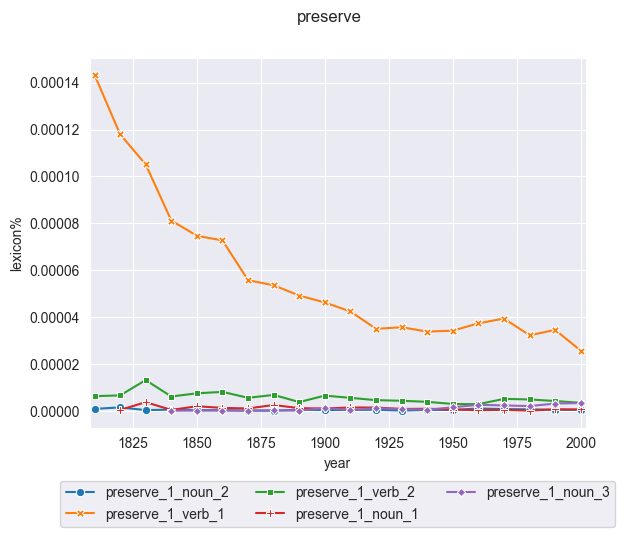 preserve
0.00014
0.00012
0.00010
0.00008
0.00006
0.00004
0.00002
0.00000
lexicon%
1825 1850 1875 1900 1925 1950 1975 2000
year
preserve_1_noun_2 preserve_1_verb_2 preserve_1_noun_3
preserve_1_verb_1 preserve_1_noun_1